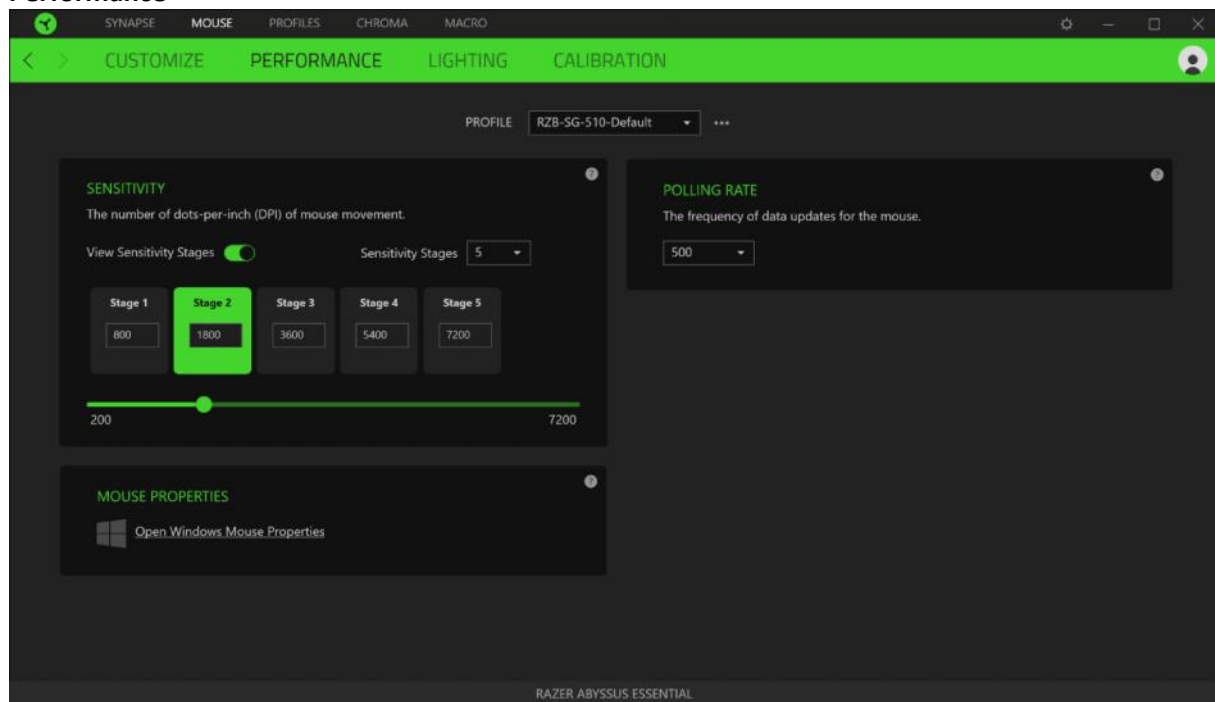 SYNAPSE MOUSE PROFILES CHROMA MACRO
CUSTOMIZE PERFORMANCE LIGHTING CALIBRATION
PROFILE RZB-SG-510-Default
SENSITIVITY
The number of dots-per-inch (DPI) of mouse movement.
View Sensitivity Stages Sensitivity Stages 5
Stage 1 Stage 2 Stage 3 Stage 4 Stage 5
800 1800 3600 5400 7200
200 7200
POLLING RATE
The frequency of data updates for the mouse.
500
MOUSE PROPERTIES
Open Windows Mouse Properties
RAZER ABYSSUS ESSENTIAL